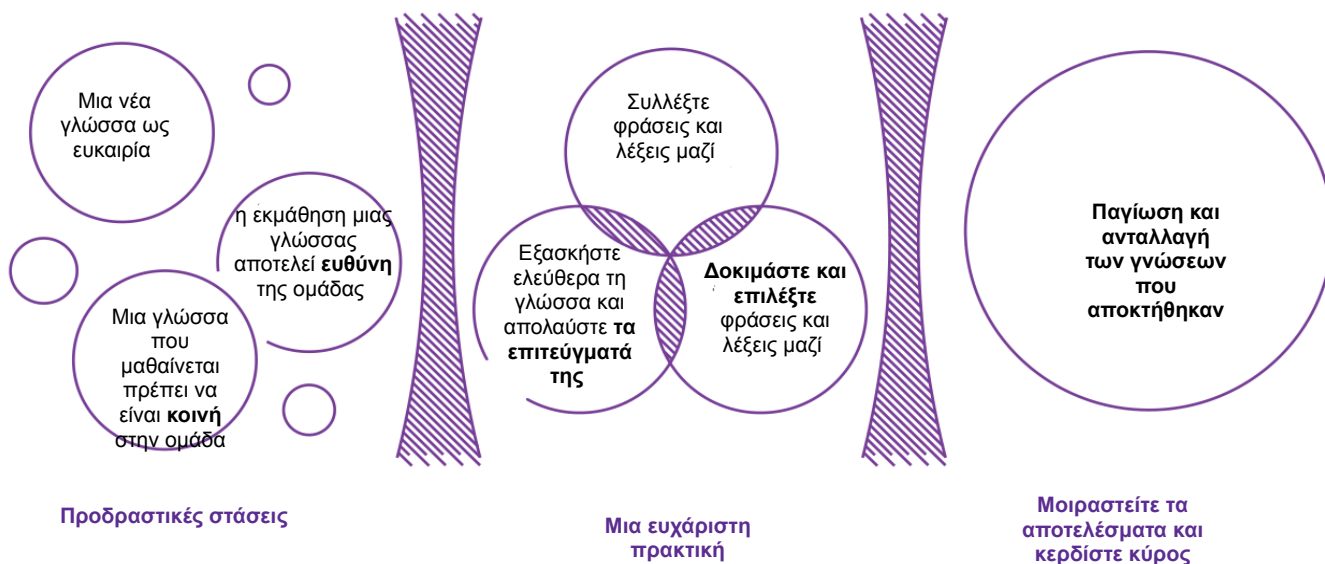 Μια νέα
γλώσσα ως
ευκαιρία
η εκμάθηση μιας
γλώσσας
αποτελεί ευθύνη
της ομάδας
Μια γλώσσα
που
μαθαίνεται
πρέπει να
είναι κοινή
στην ομάδα
Προδραστικές στάσεις
Συλλέξτε
φράσεις και
λέξεις μαζί
Εξασκήστε
ελεύθερα τη
γλώσσα και
απολαύστε τα
επιτεύγματά
της
Δοκιμάστε και
επιλέξτε
φράσεις και
λέξεις μαζί
Μια ευχάριστη
πρακτική
Παγίωση και
ανταλλαγή
των γνώσεων
που
αποκτήθηκαν
Μοιραστείτε τα
αποτελέσματα και
κερδίστε κύρος